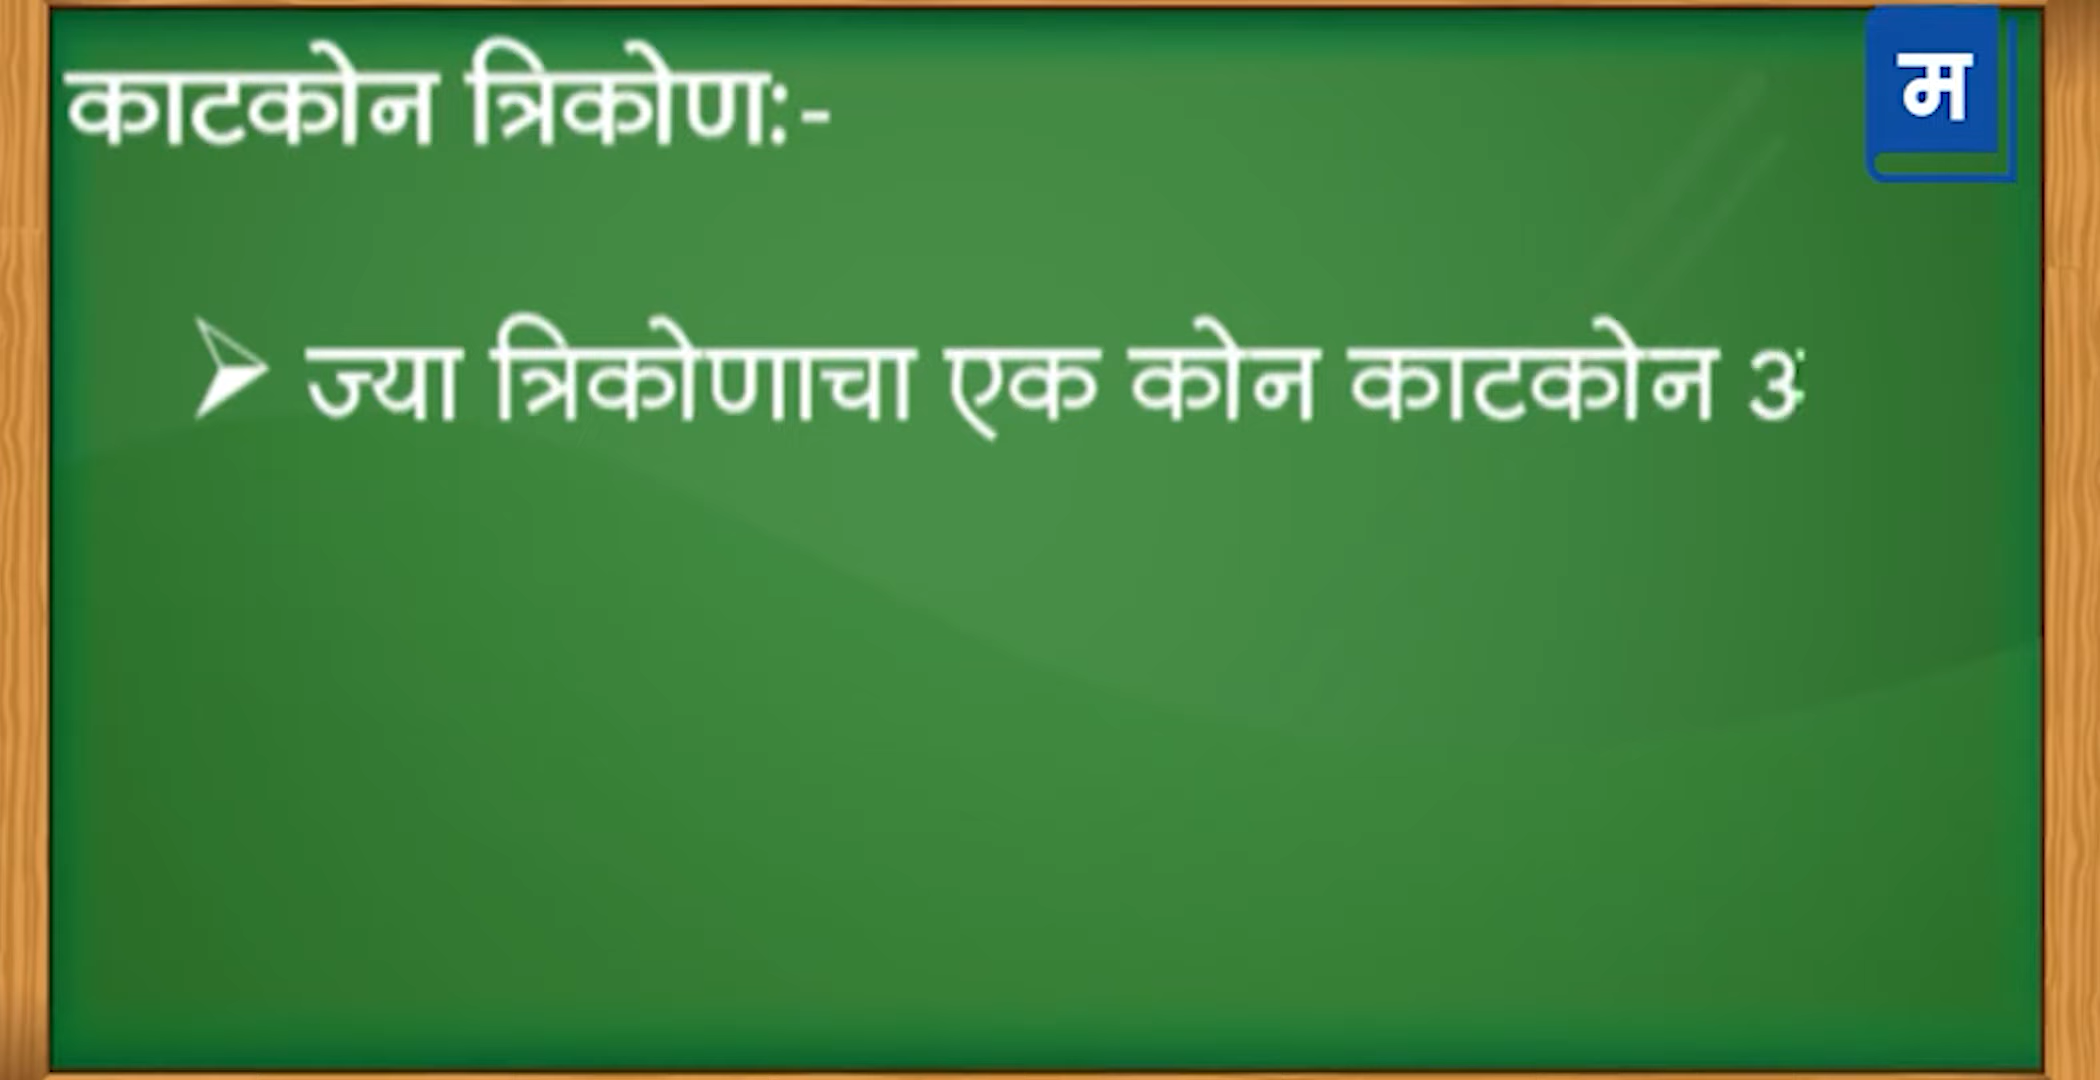 काटकोन त्रिकोण:-
म
ज्या त्रिकोणाचा एक कोन काटकोन